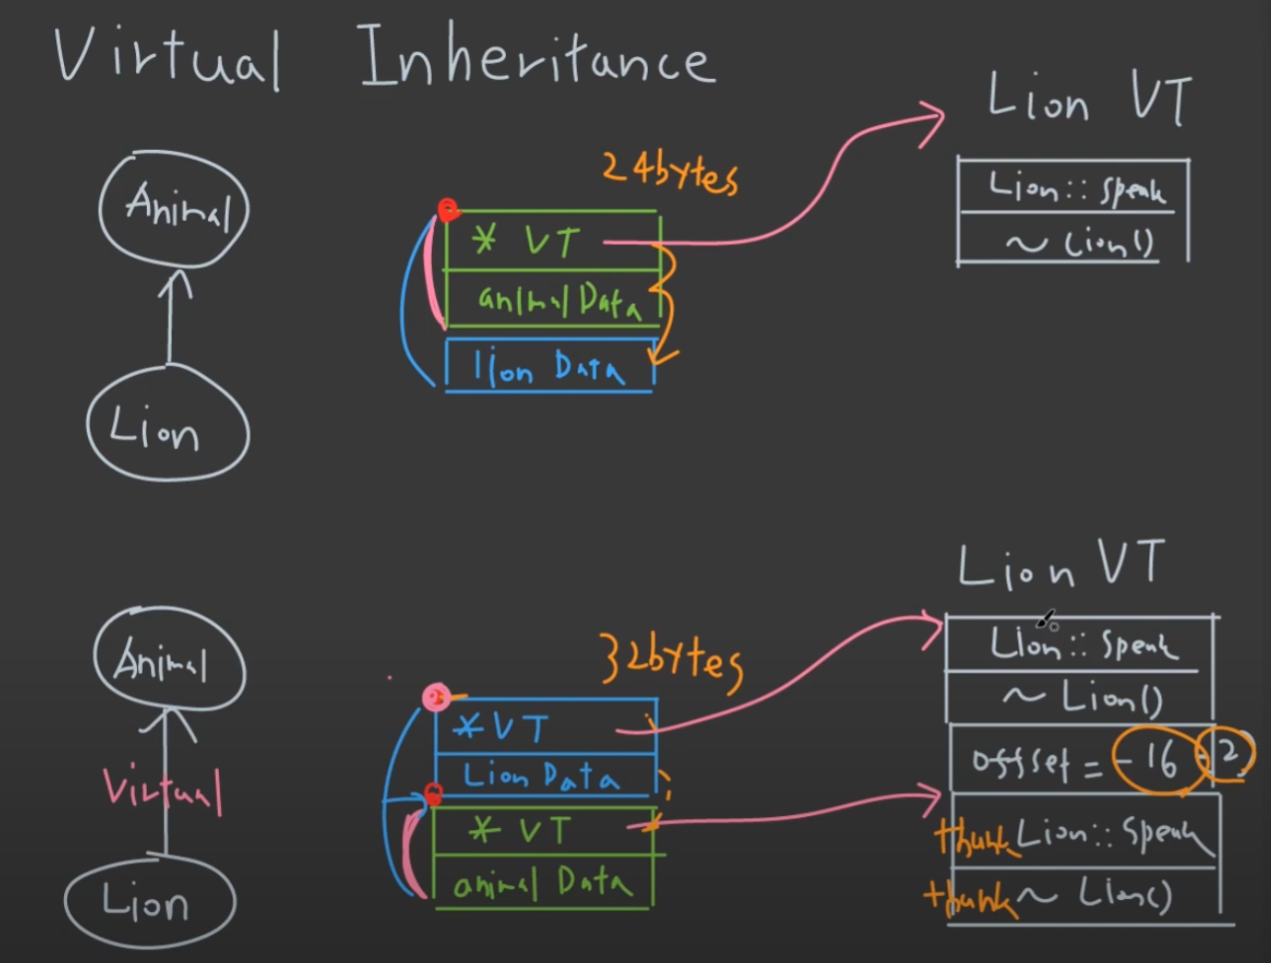 Virtual Inheritance
Animal
Lion
24bytes
* VT
animal Data
lion Data
Lion VT
Lion :: speak
~ Lion()
Animal
Virtual
Lion
32bytes
* VT
Lion Data
* VT
animal Data
Lion VT
Lion :: speak
~ Lion()
offset = -16
thunk Lion :: Speak
thunk ~ Lion()